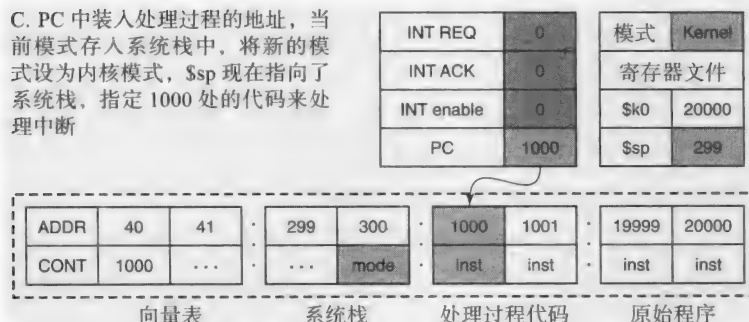 C. PC 中装入处理过程的地址，当
前模式存入系统栈中，将新的模
式设为内核模式，$sp 现在指向了
系统栈，指定 1000 处的代码来处
理中断
INT REQ 0
INT ACK 0
INT enable 0
PC 1000
模式 Kernel
寄存器文件
$k0 20000
$sp 299
ADDR 40 41 : 299 300 : 1000 1001 : 19999 20000
CONT 1000 ... ... mode inst inst inst inst
向量表 系统栈 处理过程代码 原始程序